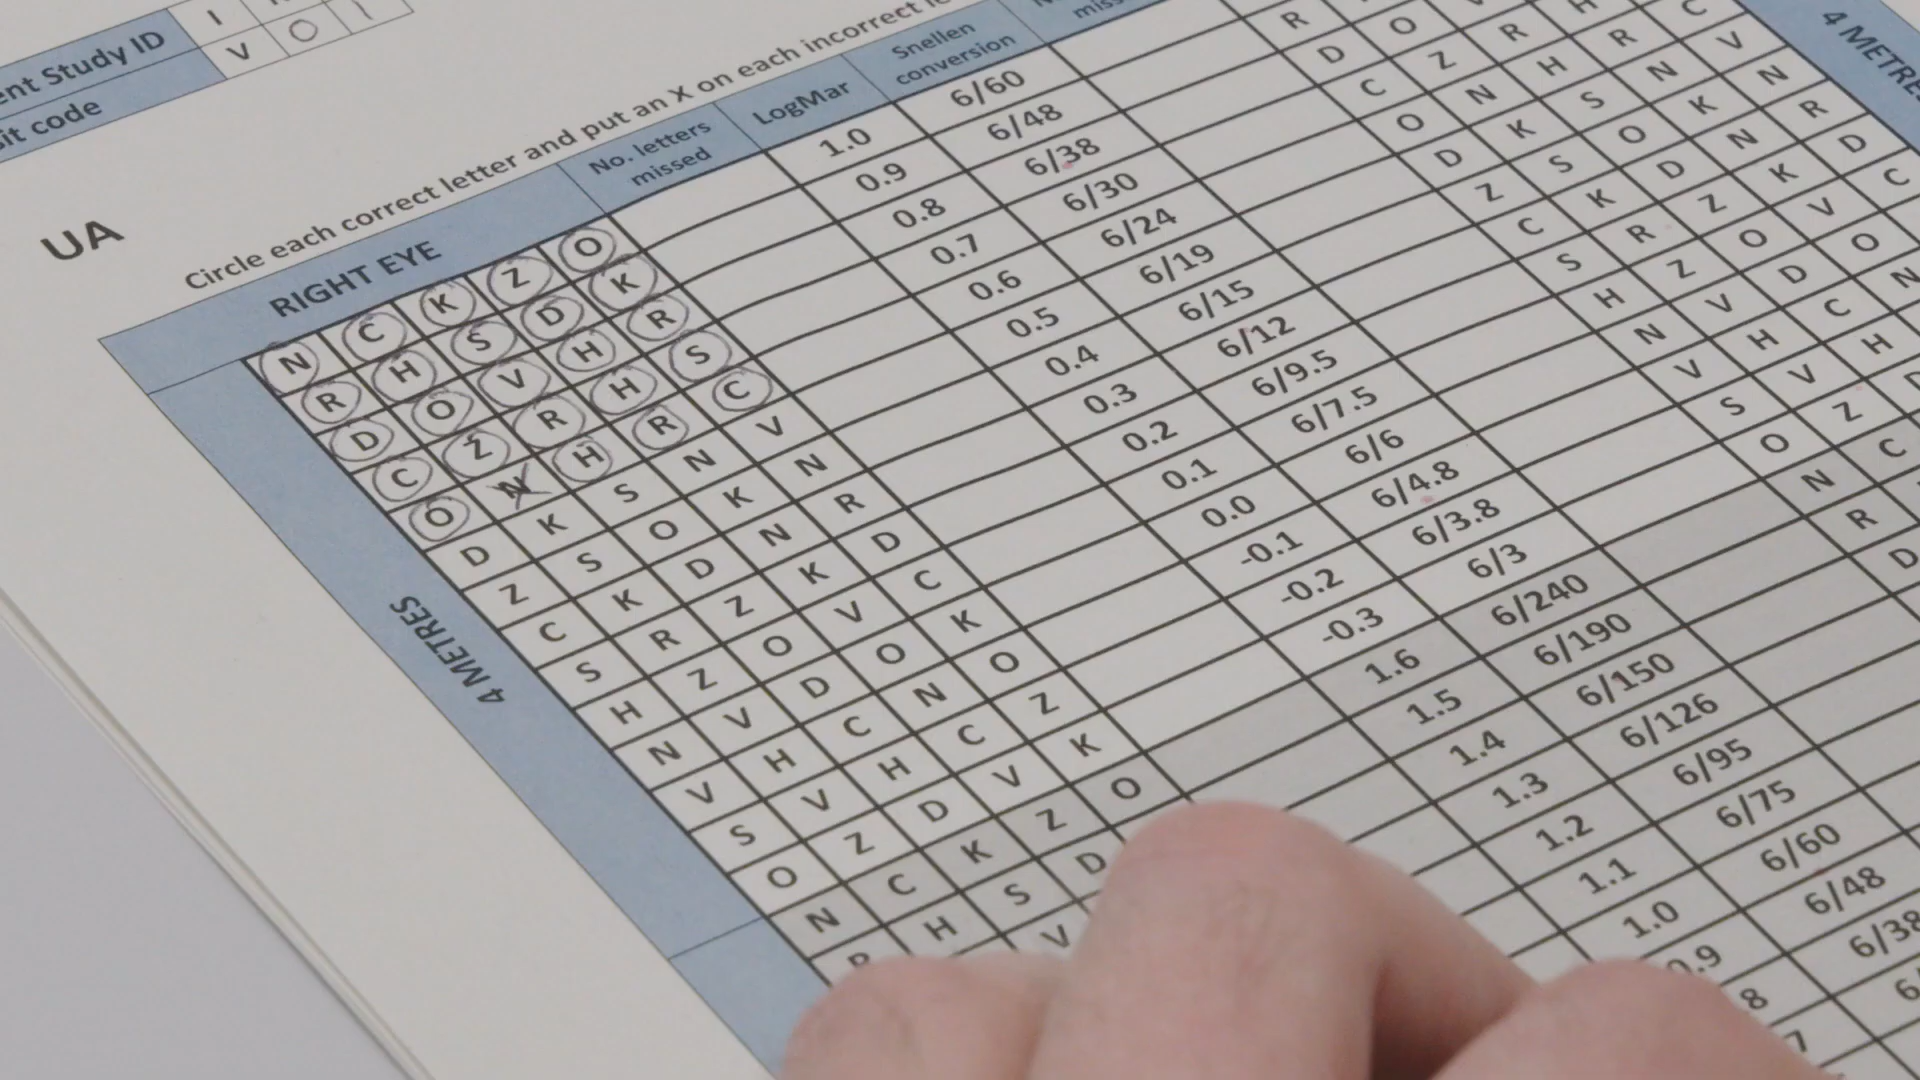 ent Study ID I
sit code V O 1
UA
Circle each correct letter and put an X on each incorrect
RIGHT EYE No. letters missed LogMar Snellen conversion
4 METRES
4 METRES
N C K Z O 1.0 6/60
R H S D K 0.9 6/48 R
D O V H R 0.8 6/38 D O
C Z R H S 0.7 6/30 C Z R H
O N H R C 0.6 6/24 O N H R C
D K S N V 0.5 6/19 D K S N V
Z S O K N 0.4 6/15 Z S O K N
C K D N R 0.3 6/12 C K D N R
S R Z K D 0.2 6/9.5 S R Z K D
H Z O V C 0.1 6/7.5 H Z O V C
N V D O K 0.0 6/6 N V D O
V H C N O -0.1 6/4.8 V H C N
S V H C Z -0.2 6/3.8 S V H
O Z D V K -0.3 6/3 O Z D
N C K Z O 1.6 6/240 N C
R H S D 1.5 6/190 R
V 1.4 6/150 D
1.3 6/126
1.2 6/95
1.1 6/75
1.0 6/60
0.9 6/48
8 6/38